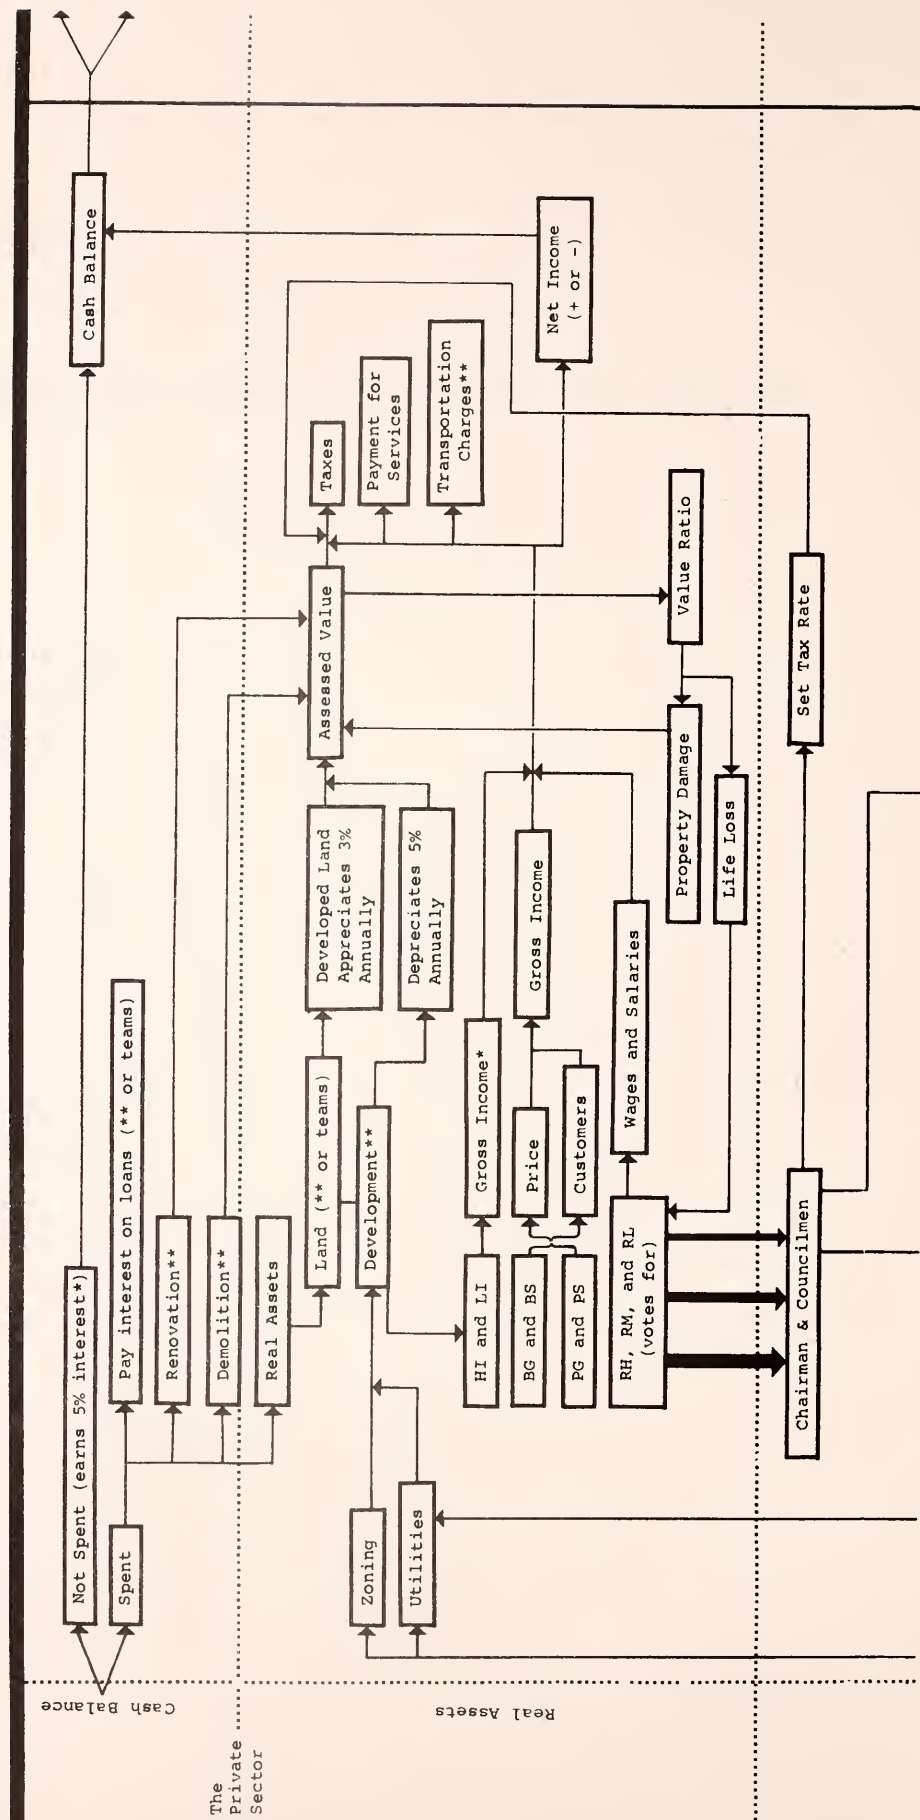 The
Private
Sector
Cash Balance
Real Assets
Not Spent (earns 5% interest*)
Cash Balance
Spent
Pay interest on loans (** or teams)
Renovation**
Demolition**
Real Assets
Land (** or teams)
Developed Land
Appreciates 3%
Annually
Assessed Value
Taxes
Zoning
Development**
Depreciates 5%
Annually
Payment for
Services
Utilities
Transportation
Charges**
HI and LI
Gross Income*
BG and BS
Price
Gross Income
Net Income
(+ or -)
PG and PS
Customers
RH, RM, and RL
(votes for)
Wages and Salaries
Property Damage
Value Ratio
Life Loss
Chairman & Councilmen
Set Tax Rate